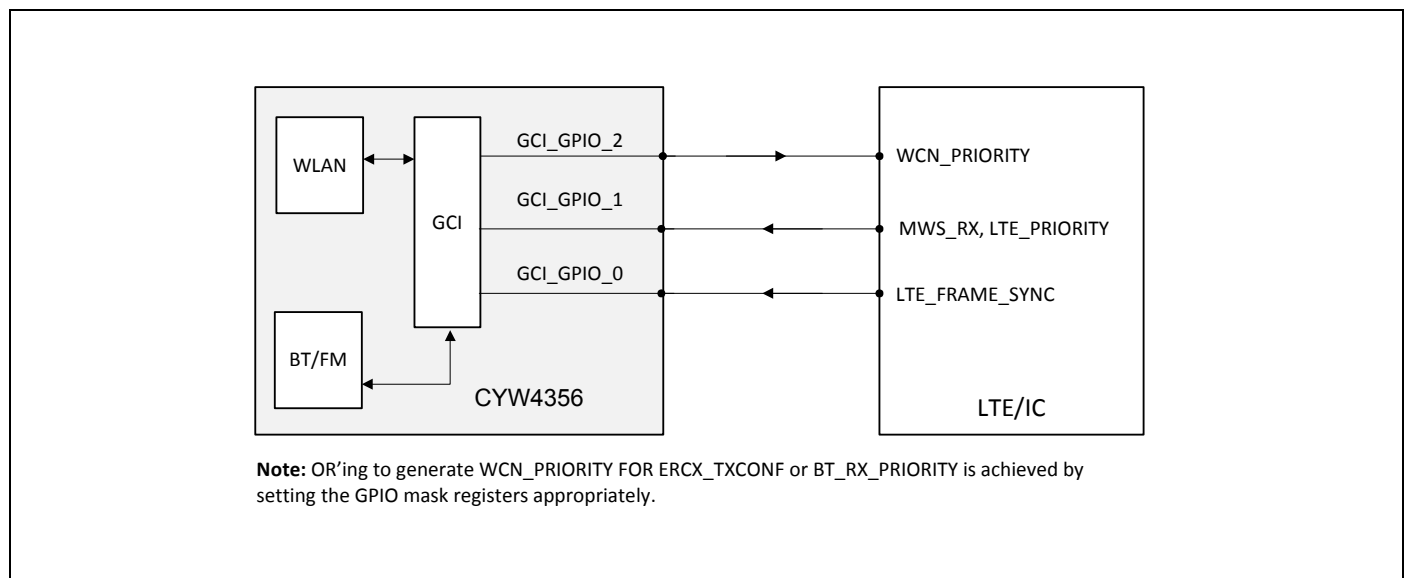 GCI_GPIO_2
WCN_PRIORITY
WLAN
GCI_GPIO_1
GCI
MWS_RX, LTE_PRIORITY
GCI_GPIO_0
LTE_FRAME_SYNC
BT/FM
CYW4356
LTE/IC
Note: OR’ing to generate WCN_PRIORITY FOR ERCX_TXCONF or BT_RX_PRIORITY is achieved by
setting the GPIO mask registers appropriately.